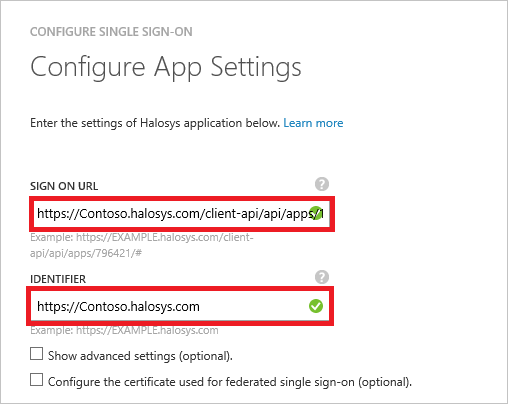 CONFIGURE SINGLE SIGN-ON
Configure App Settings
Enter the settings of Halosys application below. Learn more
SIGN ON URL
?
https://Contoso.halosys.com/client-api/api/apps/1
Example: https://EXAMPLE.halosys.com/client-
api/api/apps/796421/#
IDENTIFIER
?
https://Contoso.halosys.com
Example: https://EXAMPLE.halosys.com
Show advanced settings (optional).
Configure the certificate used for federated single sign-on (optional).